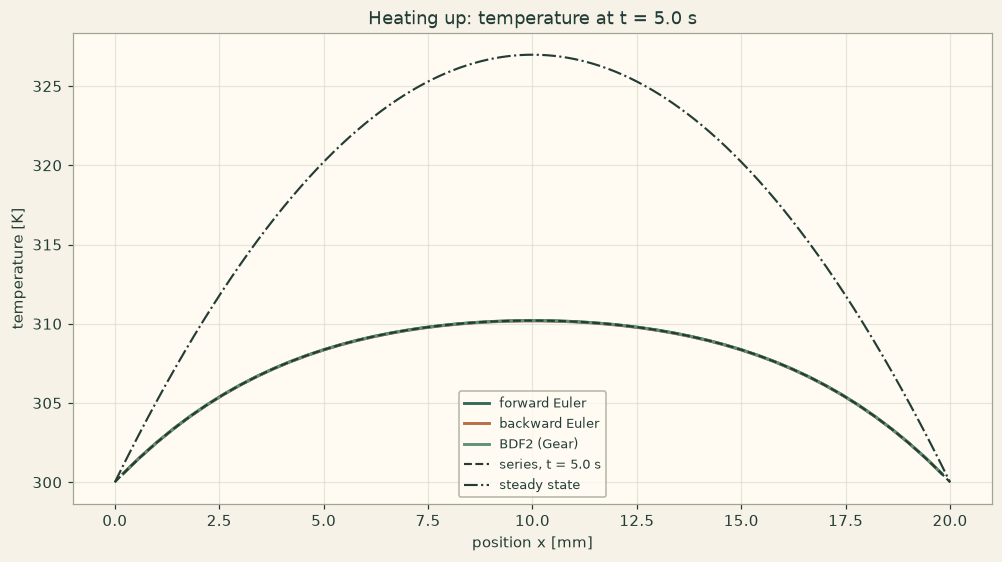 Heating up: temperature at t = 5.0 s
temperature [K]
325
320
315
310
305
300
forward Euler
backward Euler
BDF2 (Gear)
series, t = 5.0 s
steady state
0.0 2.5 5.0 7.5 10.0 12.5 15.0 17.5 20.0
position x [mm]